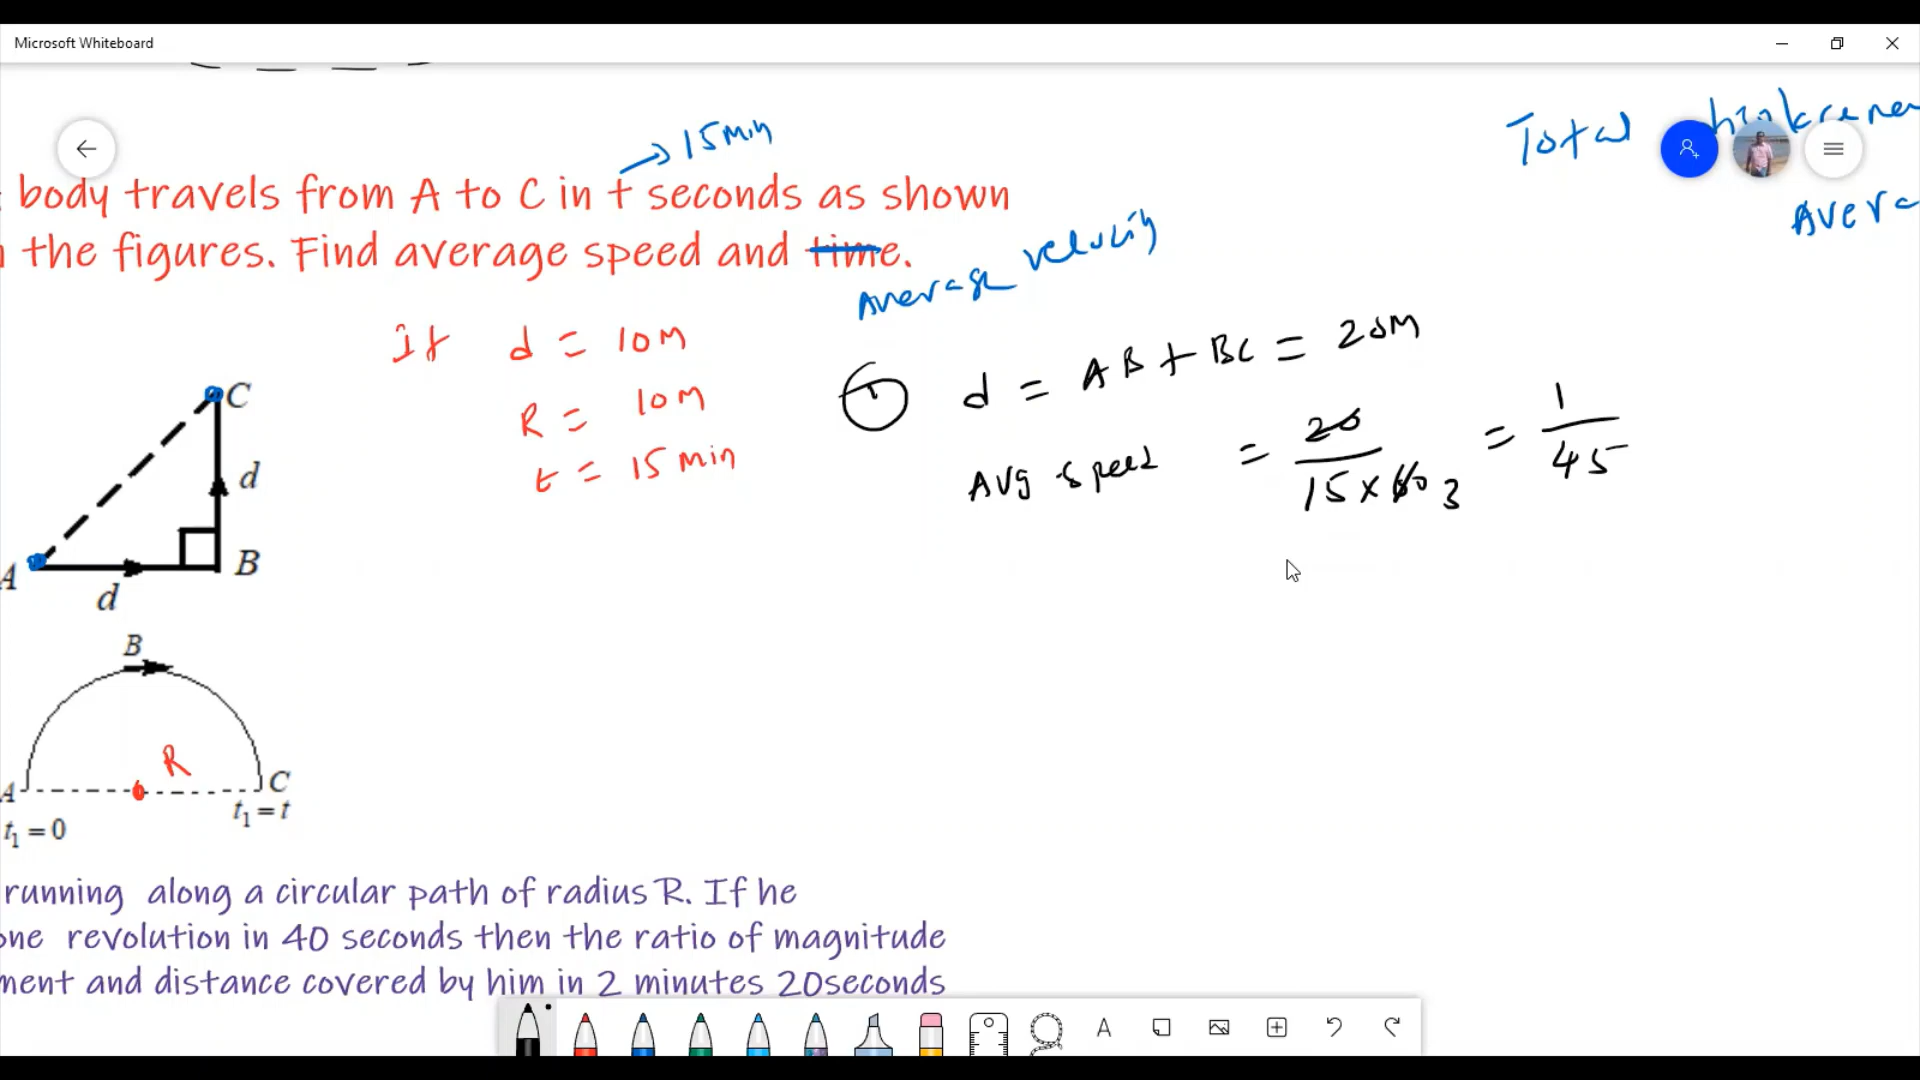 Microsoft Whiteboard
15 min
Total
body travels from A to C in t seconds as shown
Avera
the figures. Find average speed and time.
Average velocity
If d = 10M
R = 10M
t = 15 min
1 d = AB + BC = 20M
Avg speed = 20 / 15 x 60 3 = 1 / 45
C
d
A
B
d
B
R
A
C
t1 = 0
t1 = t
running along a circular path of radius R. If he
one revolution in 40 seconds then the ratio of magnitude
ment and distance covered by him in 2 minutes 20seconds
A